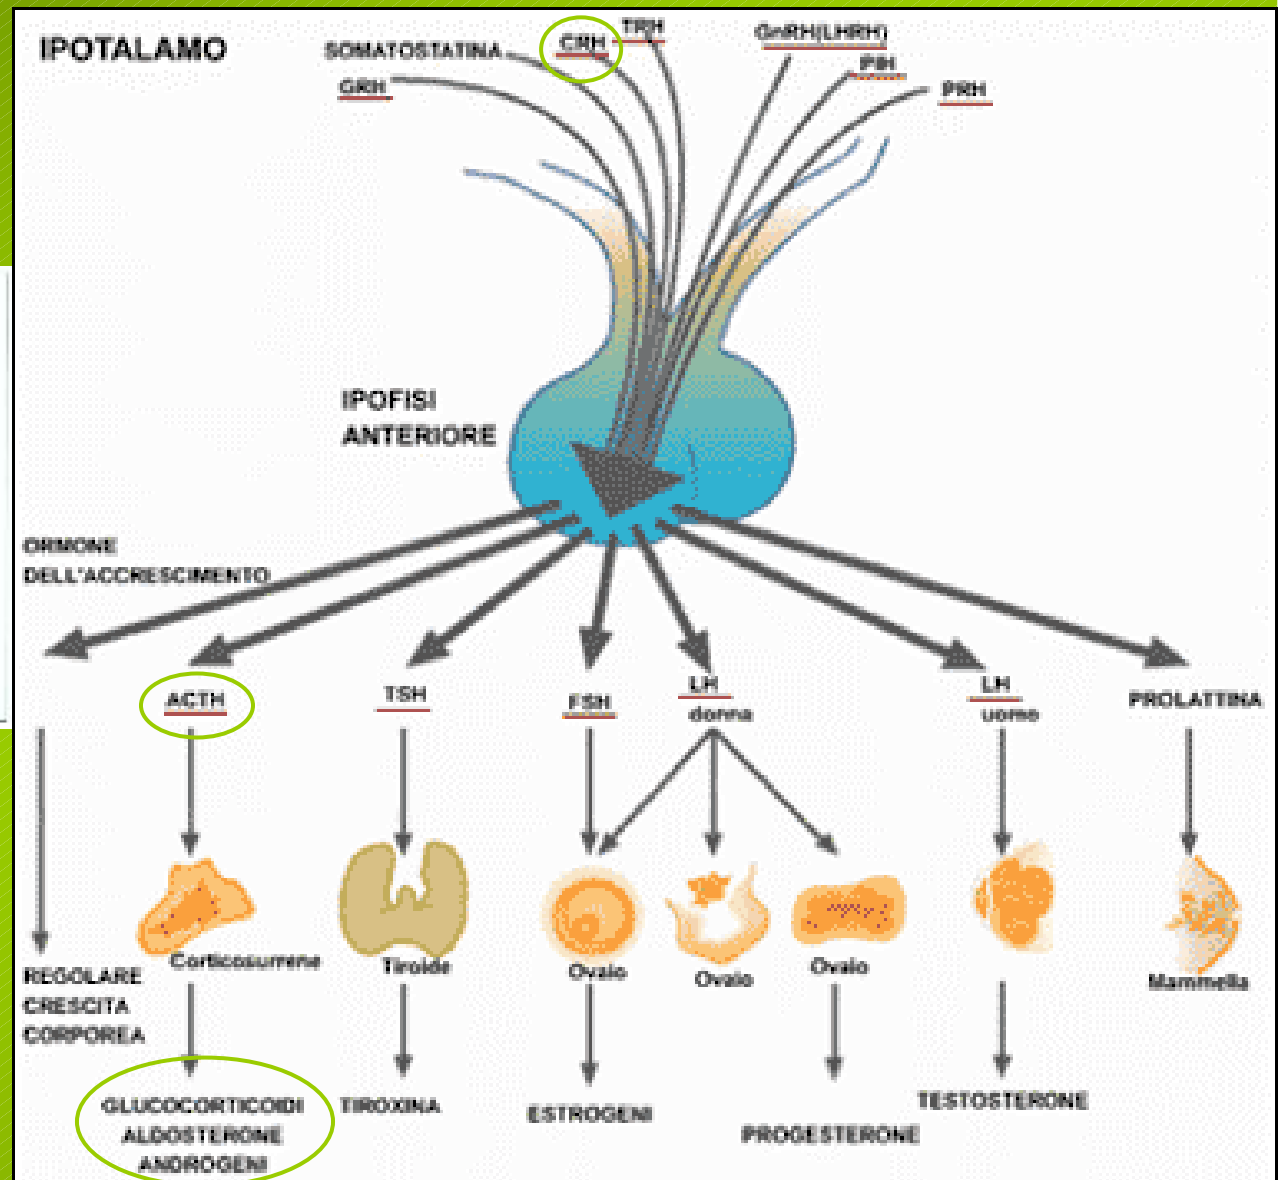 IPOTALAMO
SOMATOSTATINA
CRH
TRH
GnRH(LHRH)
PIH
GRH
PRH
IPOFISI
ANTERIORE
ORMONE
DELL'ACCRESCIMENTO
ACTH
TSH
FSH
LH
donna
LH
uomo
PROLATTINA
Corticosurrene
Tiroide
Ovaio
Ovaio
Ovaio
Mammella
REGOLARE
CRESCITA
CORPOREA
GLUCOCORTICOIDI
ALDOSTERONE
ANDROGENI
TIROXINA
ESTROGENI
PROGESTERONE
TESTOSTERONE